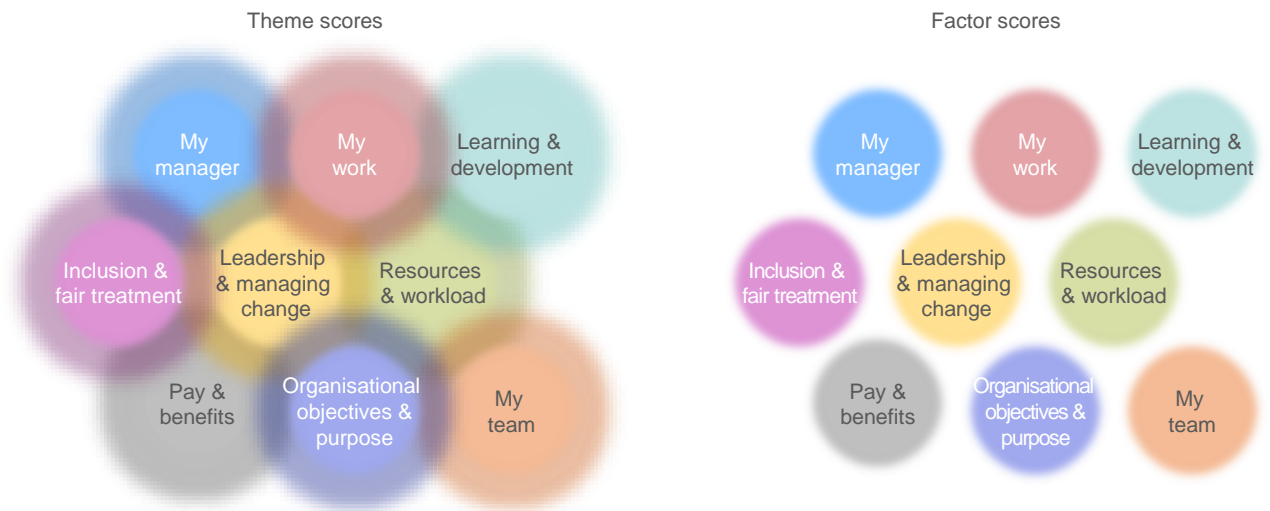 Theme scores
My
manager
My
work
Learning &
development
Inclusion &
fair treatment
Leadership
& managing
change
Resources
& workload
Pay &
benefits
Organisational
objectives &
purpose
My
team
Factor scores
My
manager
My
work
Learning &
development
Inclusion &
fair treatment
Leadership
& managing
change
Resources
& workload
Pay &
benefits
Organisational
objectives &
purpose
My
team